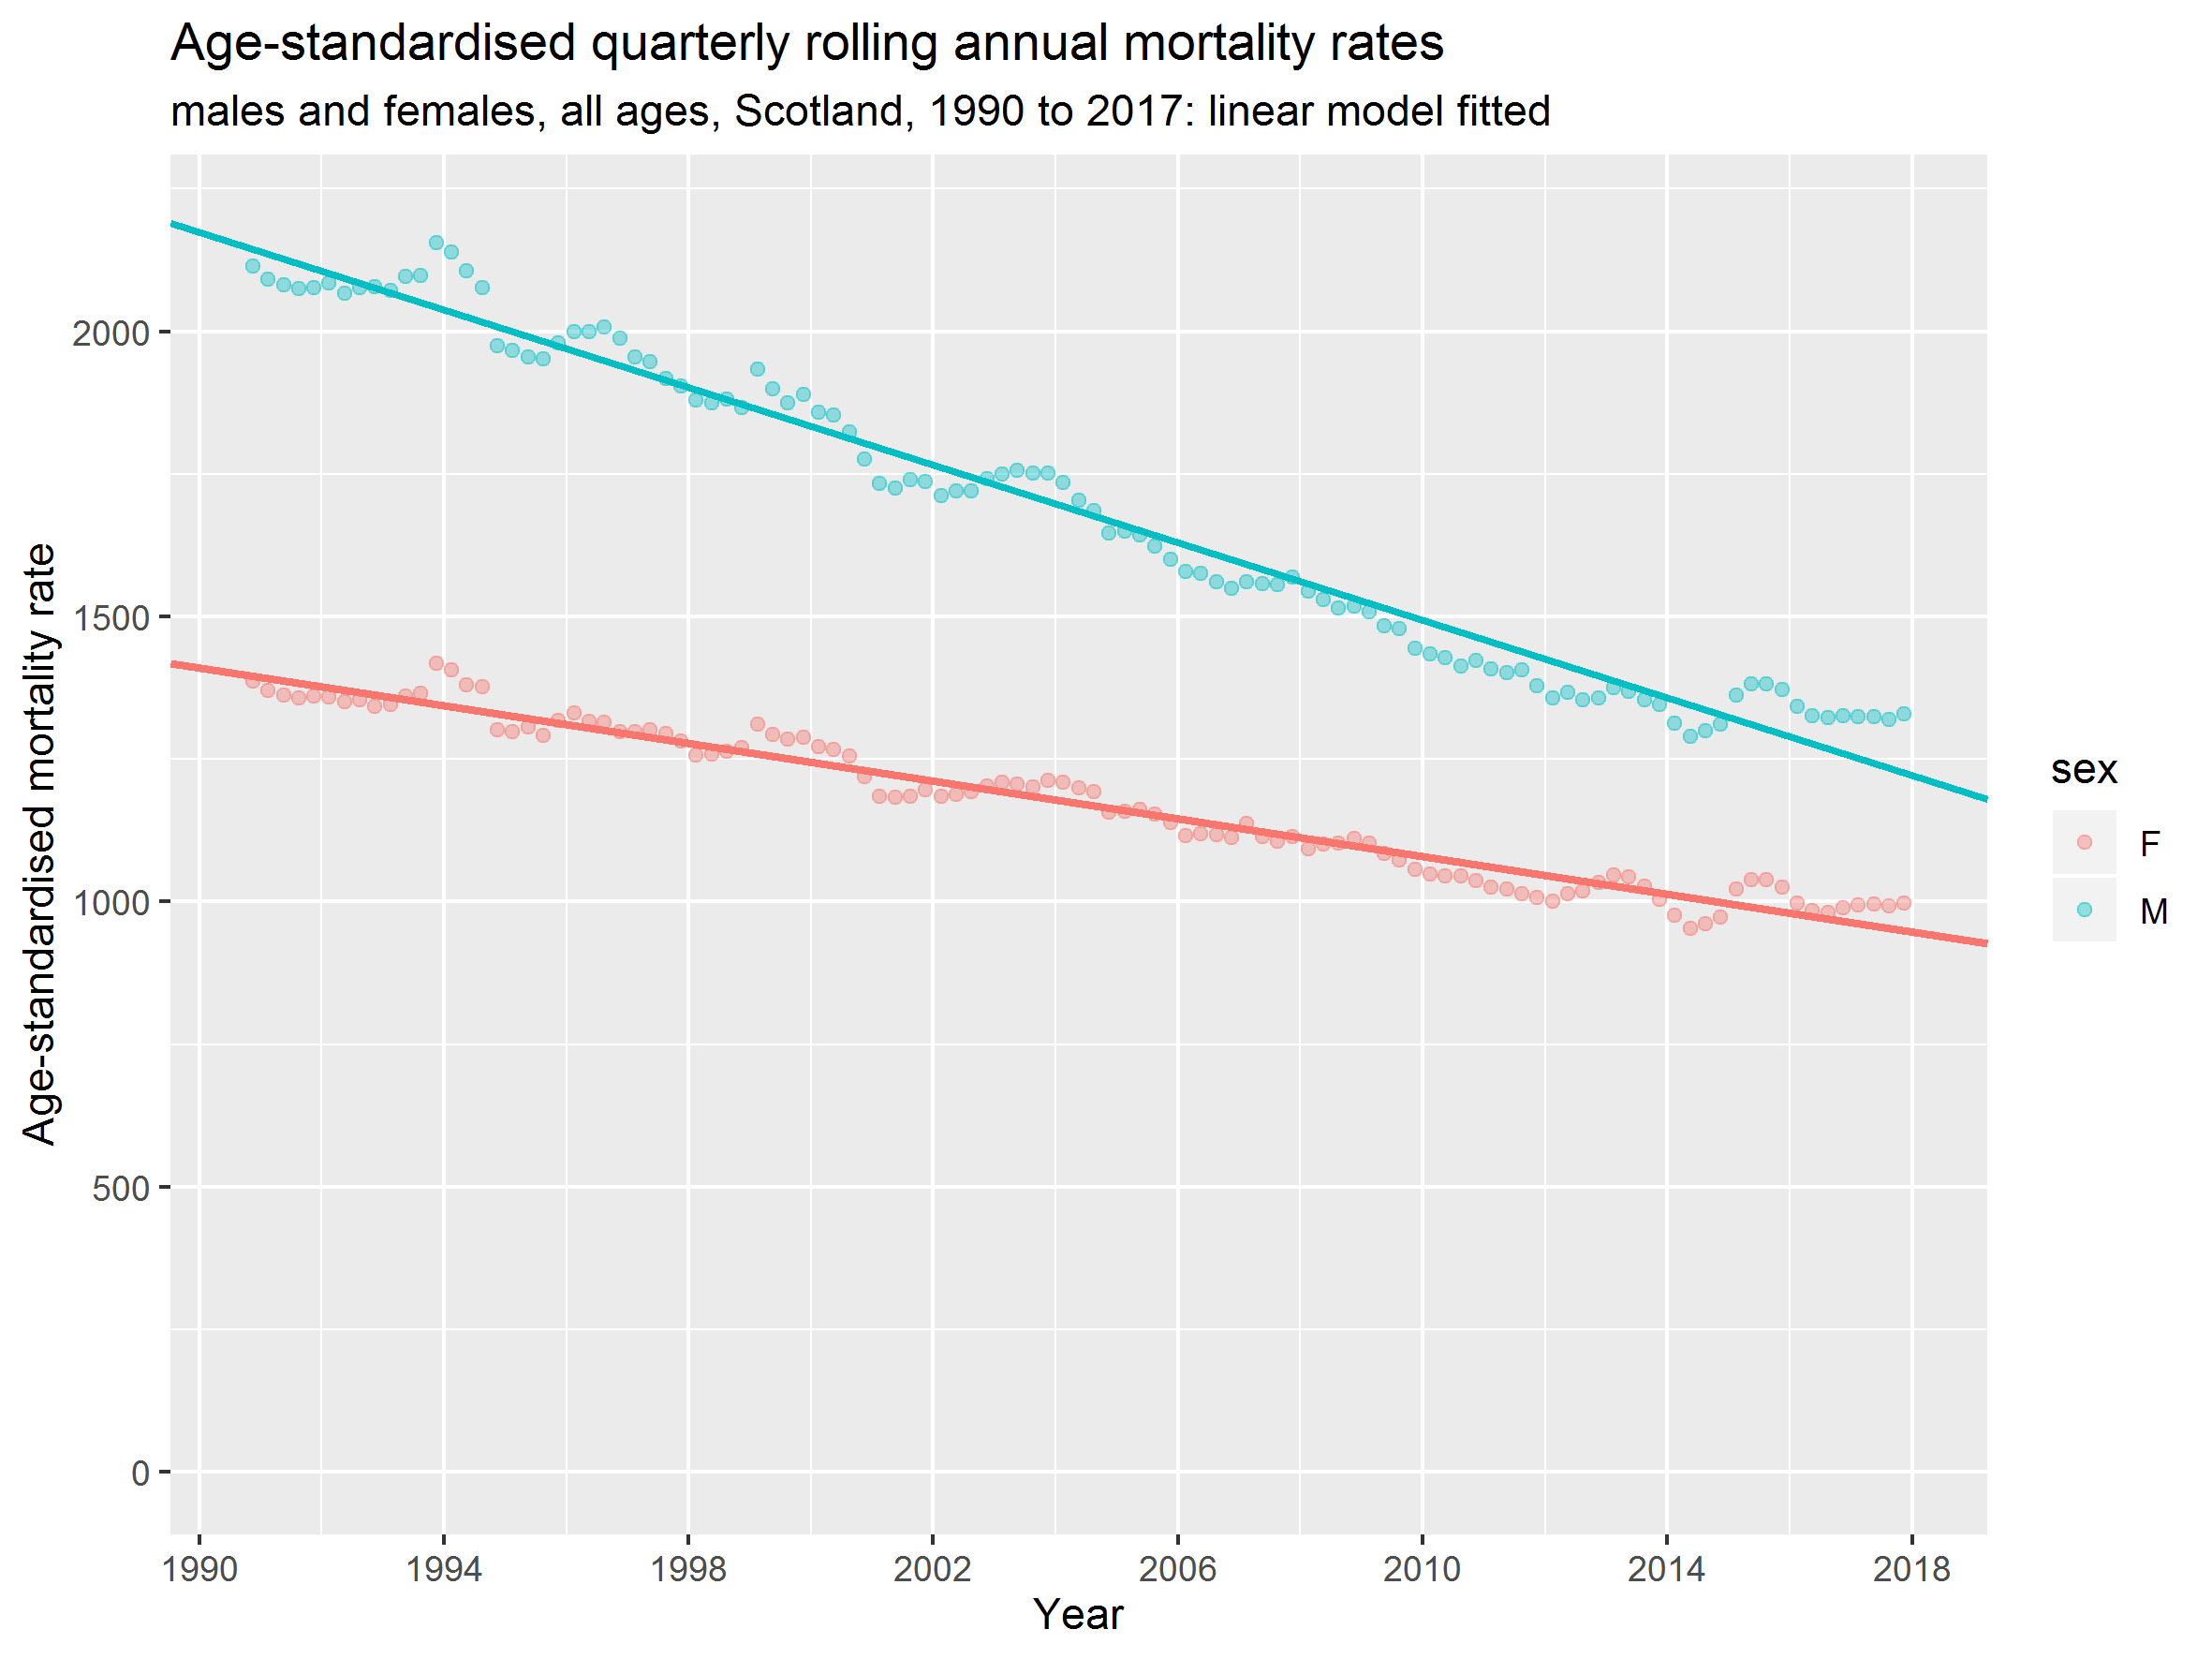 Age-standardised quarterly rolling annual mortality rates
males and females, all ages, Scotland, 1990 to 2017: linear model fitted
Age-standardised mortality rate
2000
1500
1000
500
0
1990 1994 1998 2002 2006 2010 2014 2018
Year
sex
F
M